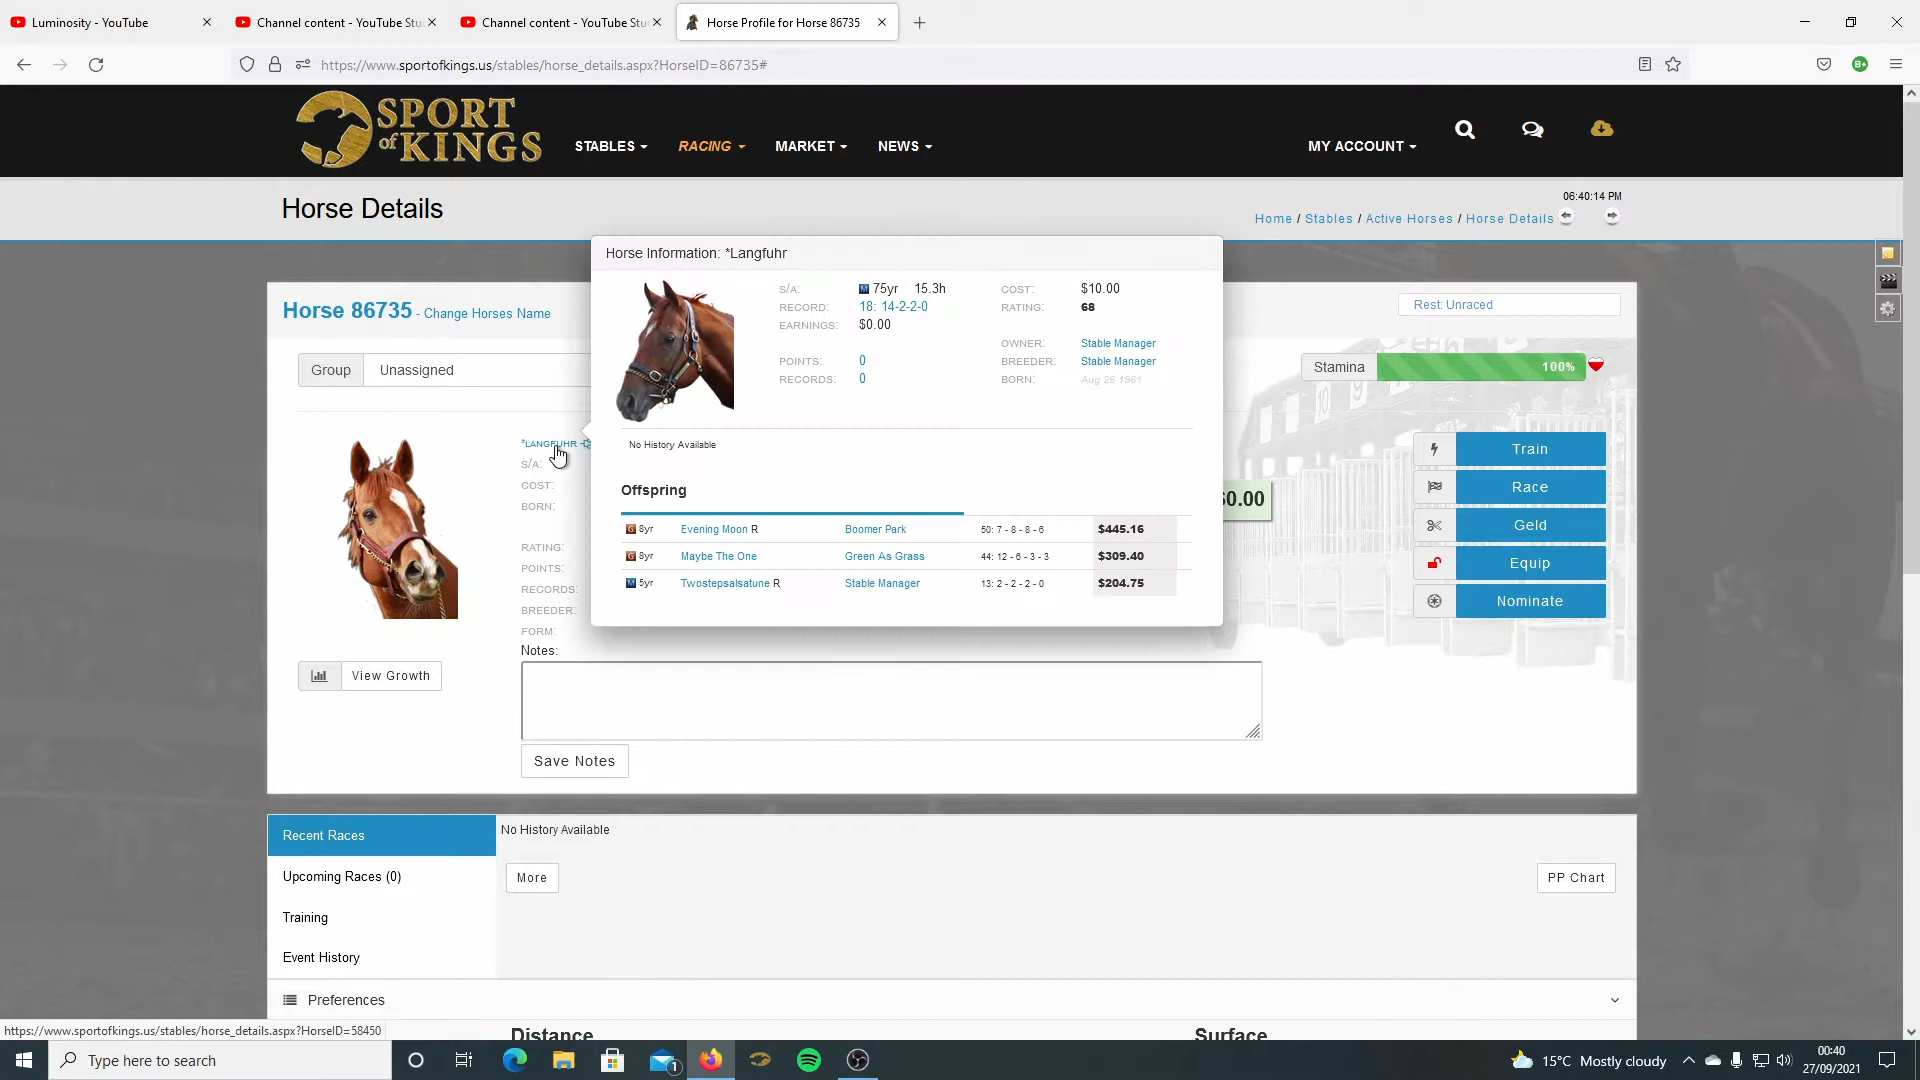 Luminosity - YouTube
Channel content - YouTube Stu
Channel content - YouTube Stu
Horse Profile for Horse 86735
https://www.sportofkings.us/stables/horse_details.aspx?HorseID=86735#
SPORT of KINGS
STABLES
RACING
MARKET
NEWS
MY ACCOUNT
Horse Details
06:40:14 PM
Home / Stables / Active Horses / Horse Details
Horse Information: *Langfuhr
S/A: 75yr 15.3h
COST: $10.00
RECORD: 18: 14-2-2-0
RATING: 68
EARNINGS: $0.00
OWNER: Stable Manager
POINTS: 0
BREEDER: Stable Manager
RECORDS: 0
BORN: Aug 26 1961
No History Available
Offspring
G 8yr Evening Moon R Boomer Park 50: 7 - 8 - 8 - 6 $445.16
G 8yr Maybe The One Green As Grass 44: 12 - 6 - 3 - 3 $309.40
M 5yr Twostepsalsatune R Stable Manager 13: 2 - 2 - 2 - 0 $204.75
Horse 86735 - Change Horses Name
Rest: Unraced
Group Unassigned
Stamina 100%
*LANGFUHR
S/A:
COST:
BORN:
RATING:
POINTS:
RECORDS:
BREEDER:
FORM:
0.00
Train
Race
Geld
Equip
Nominate
Notes:
View Growth
Save Notes
Recent Races
Upcoming Races (0)
Training
Event History
No History Available
More
PP Chart
Preferences
Distance
Surface
https://www.sportofkings.us/stables/horse_details.aspx?HorseID=58450
Type here to search
1
15°C Mostly cloudy
00:40
27/09/2021